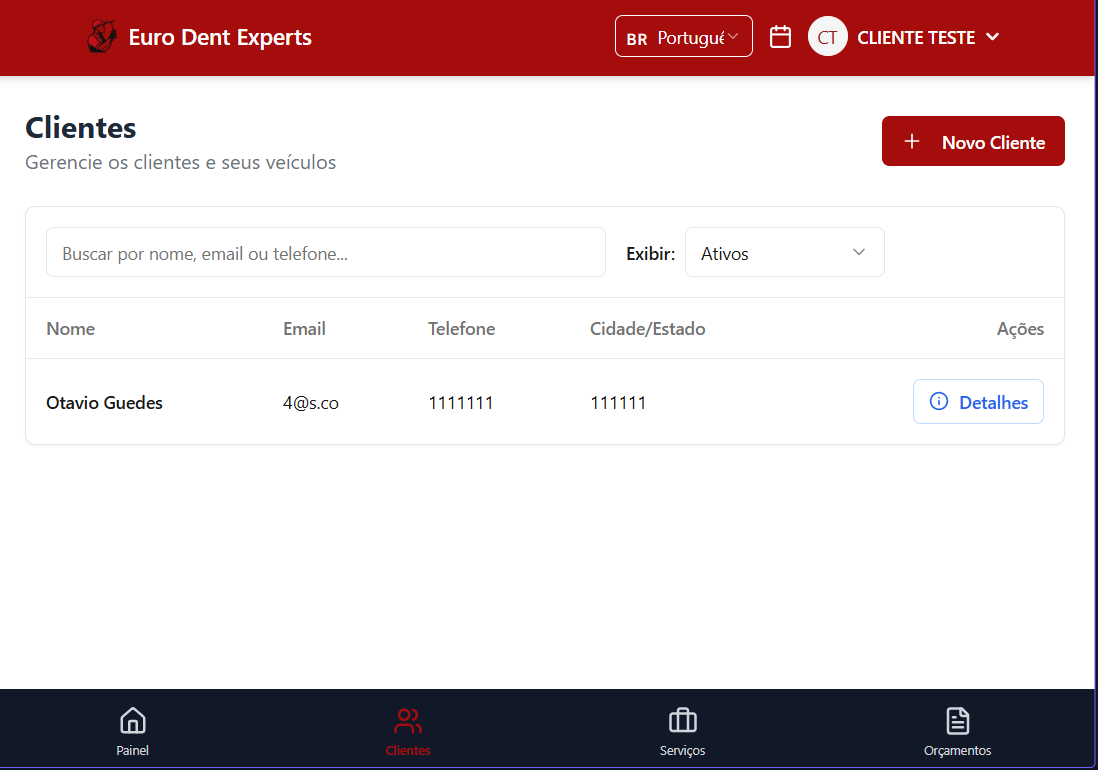 Euro Dent Experts
BR Portugu
CT
CLIENTE TESTE
Clientes
Gerencie os clientes e seus veículos
+ Novo Cliente
Buscar por nome, email ou telefone...
Exibir: Ativos
Nome Email Telefone Cidade/Estado Ações
Otavio Guedes 4@s.co 1111111 111111 Detalhes
Painel Clientes Serviços Orçamentos